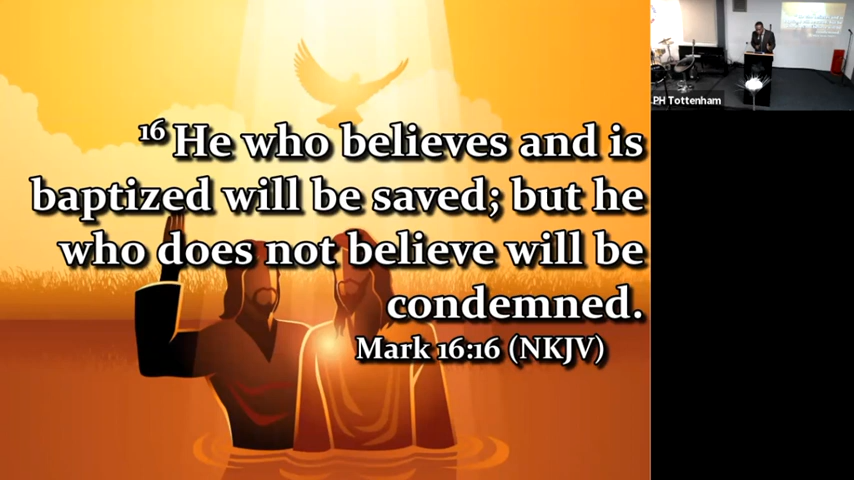 16 He who believes and is
baptized will be saved; but he
who does not believe will be
condemned.
Mark 16:16 (NKJV)
PH Tottenham